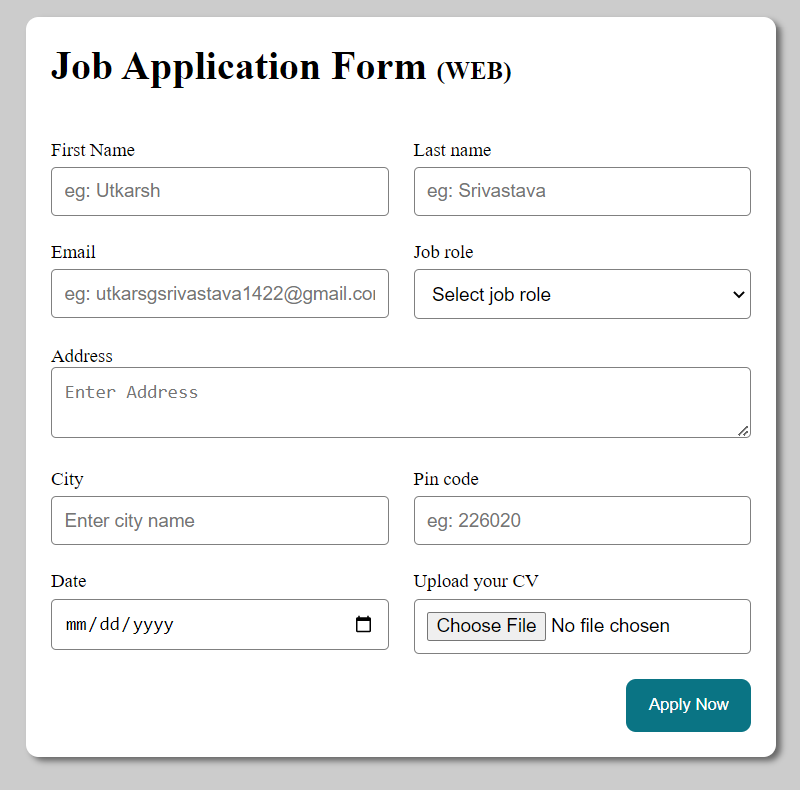 Job Application Form (WEB)
First Name
Last name
eg: Utkarsh
eg: Srivastava
Email
Job role
eg: utkarsgsrivastava1422@gmail.co
Select job role
Address
Enter Address
City
Pin code
Enter city name
eg: 226020
Date
Upload your CV
mm/dd/yyyy
Choose File No file chosen
Apply Now